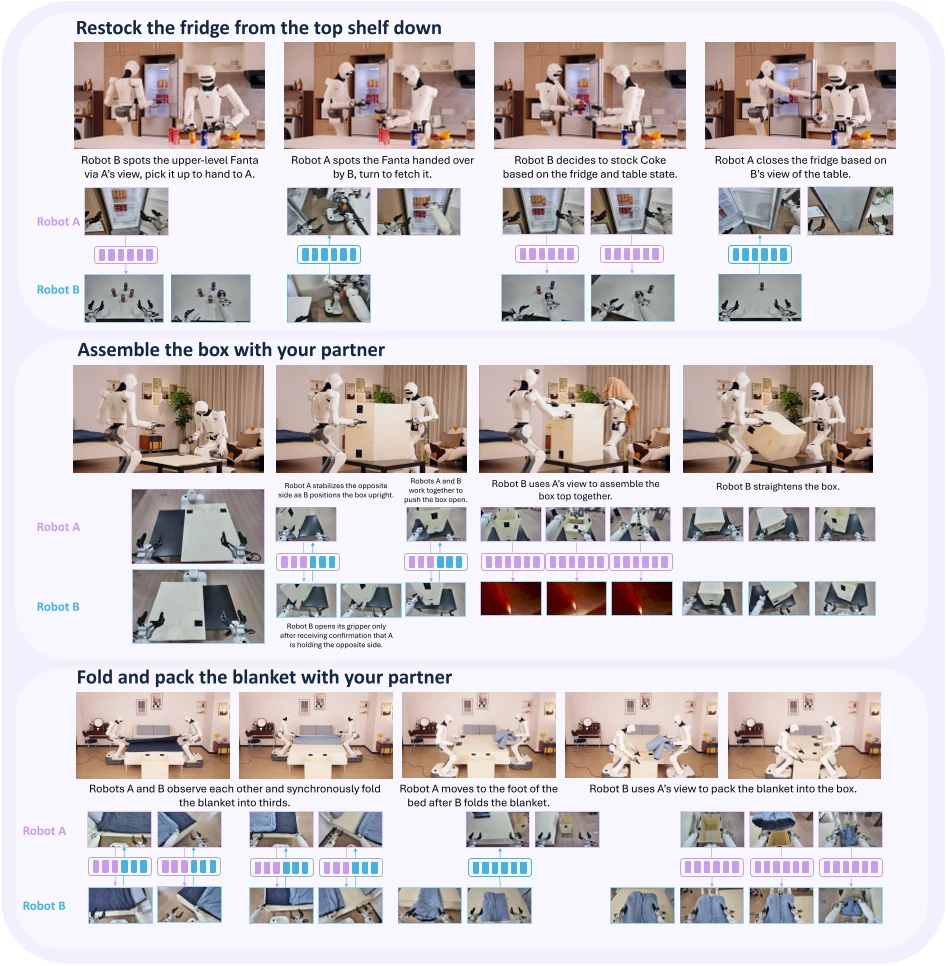 Restock the fridge from the top shelf down
Robot B spots the upper-level Fanta
via A's view, pick it up to hand to A.
Robot A spots the Fanta handed over
by B, turn to fetch it.
Robot B decides to stock Coke
based on the fridge and table state.
Robot A closes the fridge based on
B's view of the table.
Robot A
Robot B
Assemble the box with your partner
Robot A stabilizes the opposite
side as B positions the box upright.
Robots A and B
work together to
push the box open.
Robot B uses A's view to assemble the
box top together.
Robot B straightens the box.
Robot A
Robot B
Robot B opens its gripper only
after receiving confirmation that A
is holding the opposite side.
Fold and pack the blanket with your partner
Robots A and B observe each other and synchronously fold
the blanket into thirds.
Robot A moves to the foot of the
bed after B folds the blanket.
Robot B uses A's view to pack the blanket into the box.
Robot A
Robot B